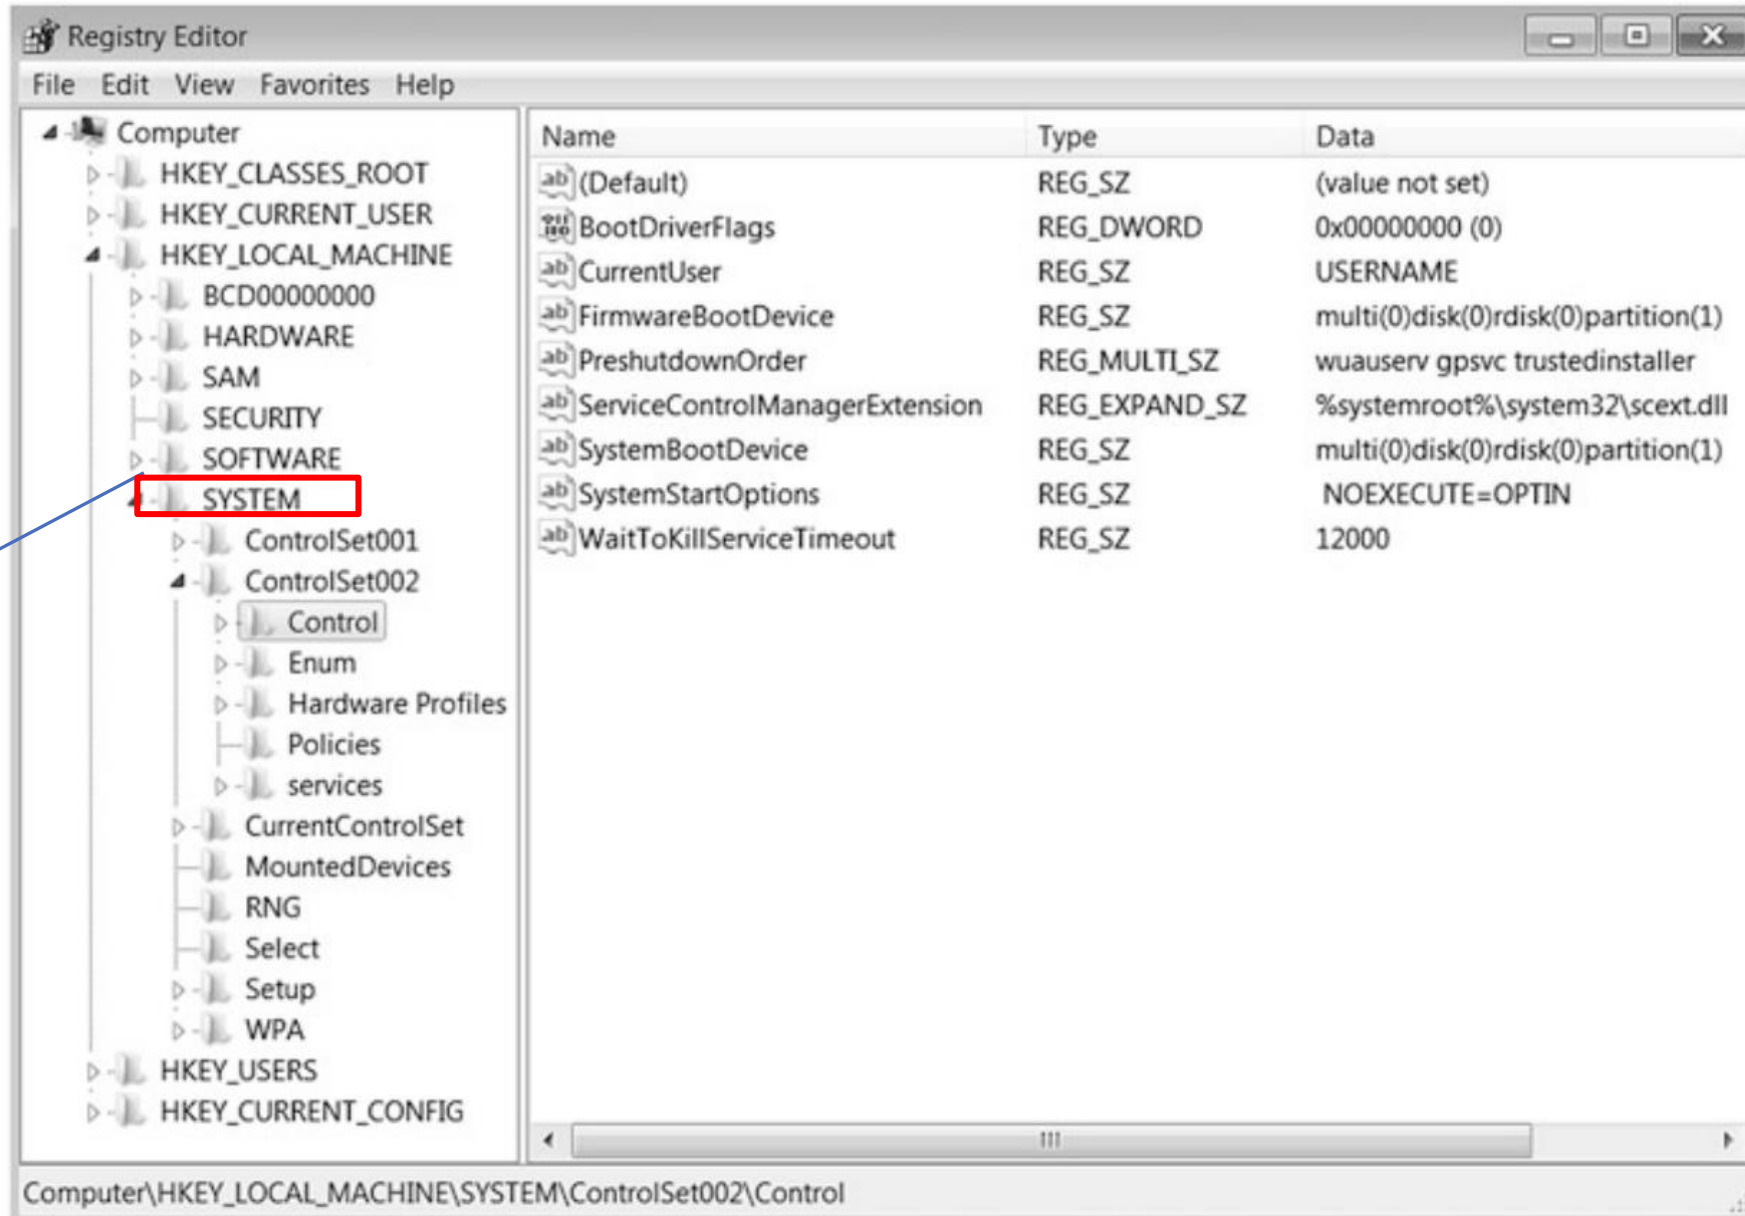 Registry Editor
File Edit View Favorites Help
Computer
HKEY_CLASSES_ROOT
HKEY_CURRENT_USER
HKEY_LOCAL_MACHINE
BCD00000000
HARDWARE
SAM
SECURITY
SOFTWARE
SYSTEM
ControlSet001
ControlSet002
Control
Enum
Hardware Profiles
Policies
services
CurrentControlSet
MountedDevices
RNG
Select
Setup
WPA
HKEY_USERS
HKEY_CURRENT_CONFIG
Name Type Data
(Default) REG_SZ (value not set)
BootDriverFlags REG_DWORD 0x00000000 (0)
CurrentUser REG_SZ USERNAME
FirmwareBootDevice REG_SZ multi(0)disk(0)rdisk(0)partition(1)
PreshutdownOrder REG_MULTI_SZ wuauserv gpsvc trustedinstaller
ServiceControlManagerExtension REG_EXPAND_SZ %systemroot%\system32\scext.dll
SystemBootDevice REG_SZ multi(0)disk(0)rdisk(0)partition(1)
SystemStartOptions REG_SZ NOEXECUTE=OPTIN
WaitToKillServiceTimeout REG_SZ 12000
Computer\HKEY_LOCAL_MACHINE\SYSTEM\ControlSet002\Control